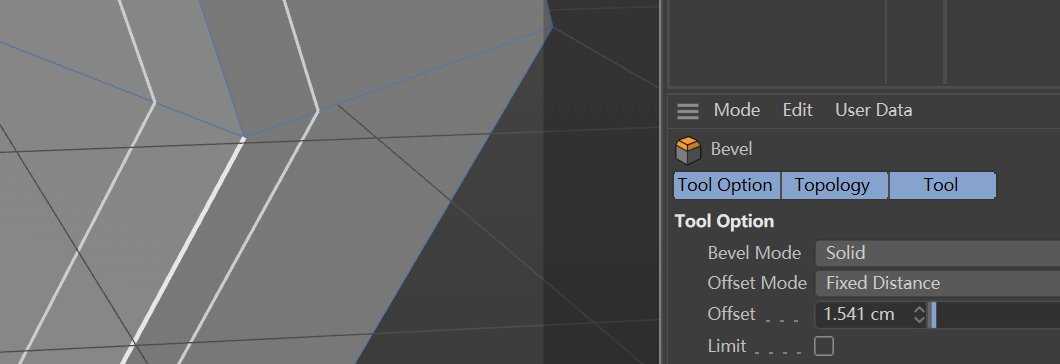 Mode Edit User Data
Bevel
Tool Option Topology Tool
Tool Option
Bevel Mode Solid
Offset Mode Fixed Distance
Offset . . . 1.541 cm
Limit . . . .